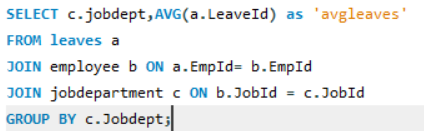 SELECT c.jobdept,AVG(a.LeaveId) as 'avgleaves'
FROM leaves a
JOIN employee b ON a.EmpId= b.EmpId
JOIN jobdepartment c ON b.JobId = c.JobId
GROUP BY c.Jobdept;